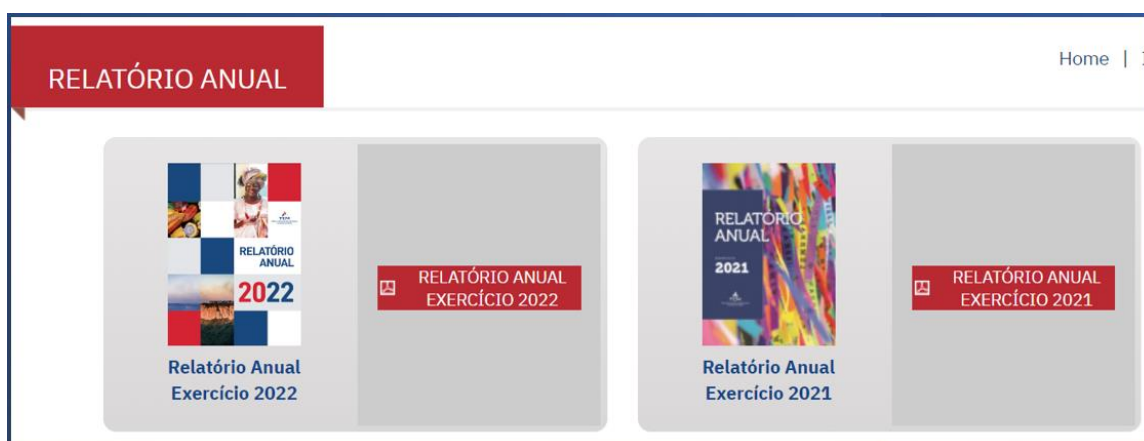 Home |
RELATÓRIO ANUAL
RELATÓRIO
ANUAL
2022
Relatório Anual
Exercício 2022
RELATÓRIO ANUAL
EXERCÍCIO 2022
RELATÓRIO
ANUAL
2021
Relatório Anual
Exercício 2021
RELATÓRIO ANUAL
EXERCÍCIO 2021